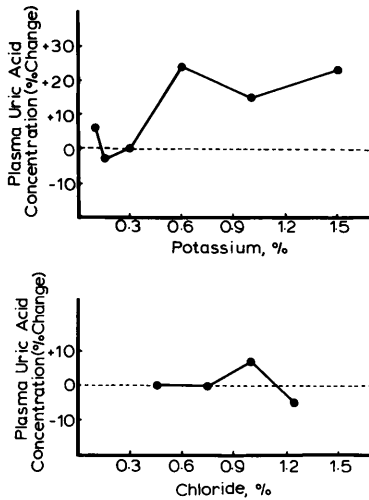 Plasma Uric Acid
Concentration (%Change)
+30
+20
+10
0
-10
0.3 0.6 0.9 1.2 1.5
Potassium, %
Plasma Uric Acid
Concentration (%Change)
+10
0
-10
0.3 0.6 0.9 1.2 1.5
Chloride, %